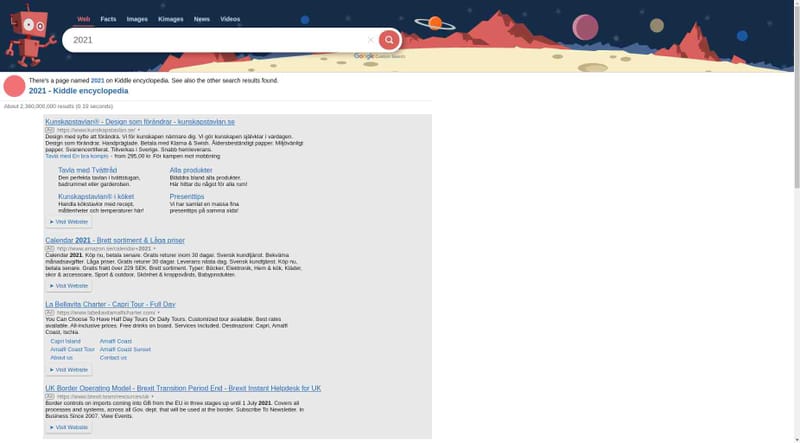 Web Facts Images Kimages News Videos
2021
Google Custom Search
There's a page named 2021 on Kiddle encyclopedia. See also the other search results found.
2021 - Kiddle encyclopedia
About 2,360,000,000 results (0.19 seconds)
Kunskapstavlan® - Design som förändrar - kunskapstavlan.se
Ad https://www.kunskapstavlan.se/
Design med syfte att förändra. Vi för kunskapen närmare dig. Vi gör kunskapen självklar i vardagen.
Design som förändrar. Handpräglade. Betala med Klarna & Swish. Åldersbeständigt papper. Miljövänligt
papper. Svanencertifierat. Tillverkas i Sverige. Snabb hemleverans.
Tavla med En bra kompis - from 295,00 kr För kampen mot mobbning
Tavla med Tvättråd Alla produkter
Den perfekta tavlan i tvättstugan, Bläddra bland alla produkter.
badrummet eller garderoben. Här hittar du något för alla rum!
Kunskapstavlan® i köket Presenttips
Handla kökstavlor med recept, Vi har samlat en massa fina
måttenheter och temperaturer här! presenttips på samma sida!
➤ Visit Website
Calendar 2021 - Brett sortiment & Låga priser
Ad http://www.amazon.se/calendar+2021
Calendar 2021. Köp nu, betala senare. Gratis returer inom 30 dagar. Svensk kundtjänst. Bekväma
månadsavgifter. Låga priser. Gratis returer inom 30 dagar. Leverans nästa dag. Svensk kundtjänst. Köp nu,
betala senare. Gratis frakt över 229 SEK. Brett sortiment. Typer: Böcker, Elektronik, Hem & kök, Kläder,
skor & accessoare, Sport & outdoor, Skönhet & kroppsvård, Babyprodukter.
➤ Visit Website
La Bellavita Charter - Capri Tour - Full Day
Ad https://www.labellavitaamalficharter.com/
You Can Choose To Have Half Day Tours Or Daily Tours. Customized tour available. Best rates
available. All-inclusive prices. Free drinks on board. Services Included. Destinazioni: Capri, Amalfi
Coast, Ischia.
Capri Island Amalfi Coast
Amalfi Coast Tour Amalfi Coast Sunset
About us Contact us
➤ Visit Website
UK Border Operating Model - Brexit Transition Period End - Brexit Instant Helpdesk for UK
Ad https://www.brexit.team/resources/uk
Border controls on imports coming into GB from the EU in three stages up until 1 July 2021. Covers all
processes and systems, across all Gov. dept. that will be used at the border. Subscribe To Newsletter. In
Business Since 2007. View Events.
➤ Visit Website